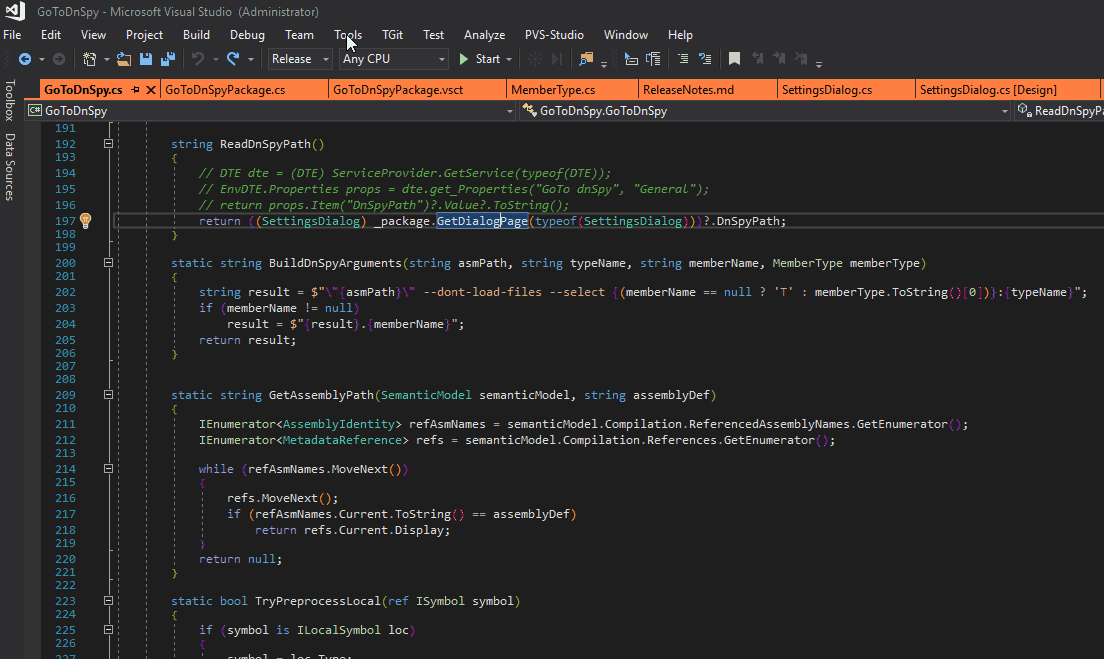 GoToDnSpy - Microsoft Visual Studio (Administrator)
File Edit View Project Build Debug Team Tools TGit Test Analyze PVS-Studio Window Help
Release Any CPU Start
Toolbox
Data Sources
GoToDnSpy.cs GoToDnSpyPackage.cs GoToDnSpyPackage.vsct MemberType.cs ReleaseNotes.md SettingsDialog.cs SettingsDialog.cs [Design]
C# GoToDnSpy GoToDnSpy.GoToDnSpy ReadDnSpyPa
191
192 string ReadDnSpyPath()
193 {
194 // DTE dte = (DTE) ServiceProvider.GetService(typeof(DTE));
195 // EnvDTE.Properties props = dte.get_Properties("GoTo dnSpy", "General");
196 // return props.Item("DnSpyPath")?.Value?.ToString();
197 return ((SettingsDialog) _package.GetDialogPage(typeof(SettingsDialog)))?.DnSpyPath;
198 }
199
200 static string BuildDnSpyArguments(string asmPath, string typeName, string memberName, MemberType memberType)
201 {
202 string result = $"\"{asmPath}\" --dont-load-files --select {(memberName == null ? 'T' : memberType.ToString()[0])}:{typeName}";
203 if (memberName != null)
204 result = $"{result}.{memberName}";
205 return result;
206 }
207
208
209 static string GetAssemblyPath(SemanticModel semanticModel, string assemblyDef)
210 {
211 IEnumerator<AssemblyIdentity> refAsmNames = semanticModel.Compilation.ReferencedAssemblyNames.GetEnumerator();
212 IEnumerator<MetadataReference> refs = semanticModel.Compilation.References.GetEnumerator();
213
214 while (refAsmNames.MoveNext())
215 {
216 refs.MoveNext();
217 if (refAsmNames.Current.ToString() == assemblyDef)
218 return refs.Current.Display;
219 }
220 return null;
221 }
222
223 static bool TryPreprocessLocal(ref ISymbol symbol)
224 {
225 if (symbol is ILocalSymbol loc)
226 {
227 symbol = loc.Type;